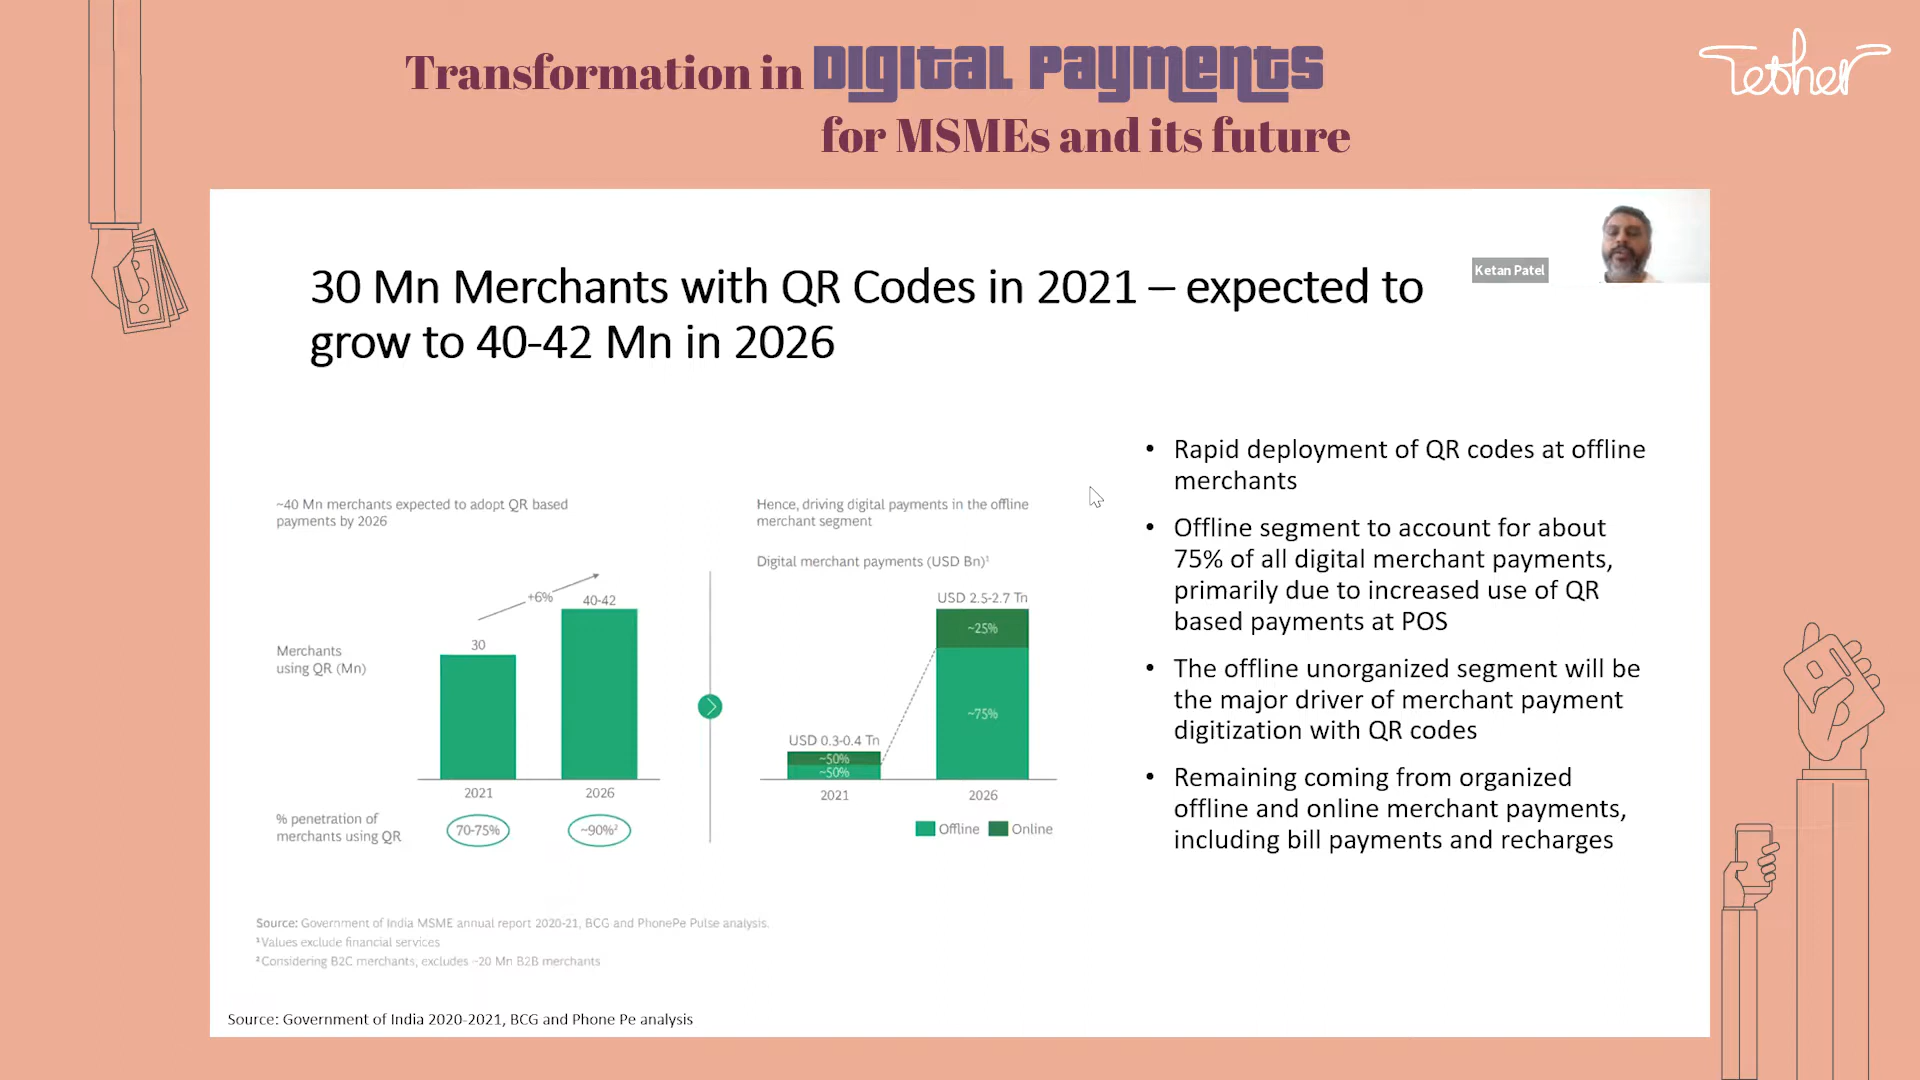 Transformation in Digital Payments
for MSMEs and its future
Tether
Ketan Patel
30 Mn Merchants with QR Codes in 2021 – expected to
grow to 40-42 Mn in 2026
~40 Mn merchants expected to adopt QR based
payments by 2026
+6%
40-42
30
Merchants
using QR (Mn)
2021
2026
% penetration of
merchants using QR
70-75%
~90%²
Hence, driving digital payments in the offline
merchant segment
Digital merchant payments (USD Bn)¹
USD 2.5-2.7 Tn
~25%
~75%
USD 0.3-0.4 Tn
~50%
~50%
2021
2026
Offline
Online
• Rapid deployment of QR codes at offline
merchants
• Offline segment to account for about
75% of all digital merchant payments,
primarily due to increased use of QR
based payments at POS
• The offline unorganized segment will be
the major driver of merchant payment
digitization with QR codes
• Remaining coming from organized
offline and online merchant payments,
including bill payments and recharges
Source: Government of India MSME annual report 2020-21, BCG and PhonePe Pulse analysis.
¹Values exclude financial services
²Considering B2C merchants, excludes ~20 Mn B2B merchants
Source: Government of India 2020-2021, BCG and Phone Pe analysis